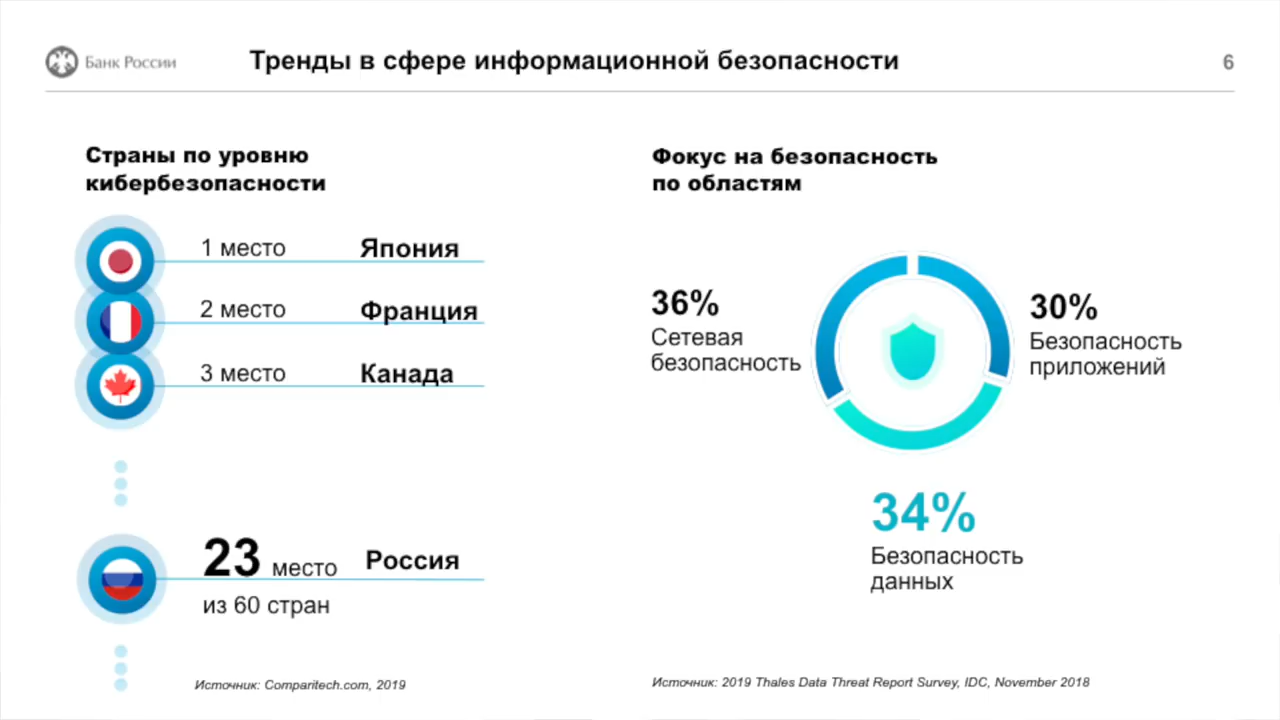 Банк России
Тренды в сфере информационной безопасности
6
Страны по уровню
кибербезопасности
1 место Япония
2 место Франция
3 место Канада
23 место Россия
из 60 стран
Источник: Comparitech.com, 2019
Фокус на безопасность
по областям
36%
Сетевая
безопасность
30%
Безопасность
приложений
34%
Безопасность
данных
Источник: 2019 Thales Data Threat Report Survey, IDC, November 2018